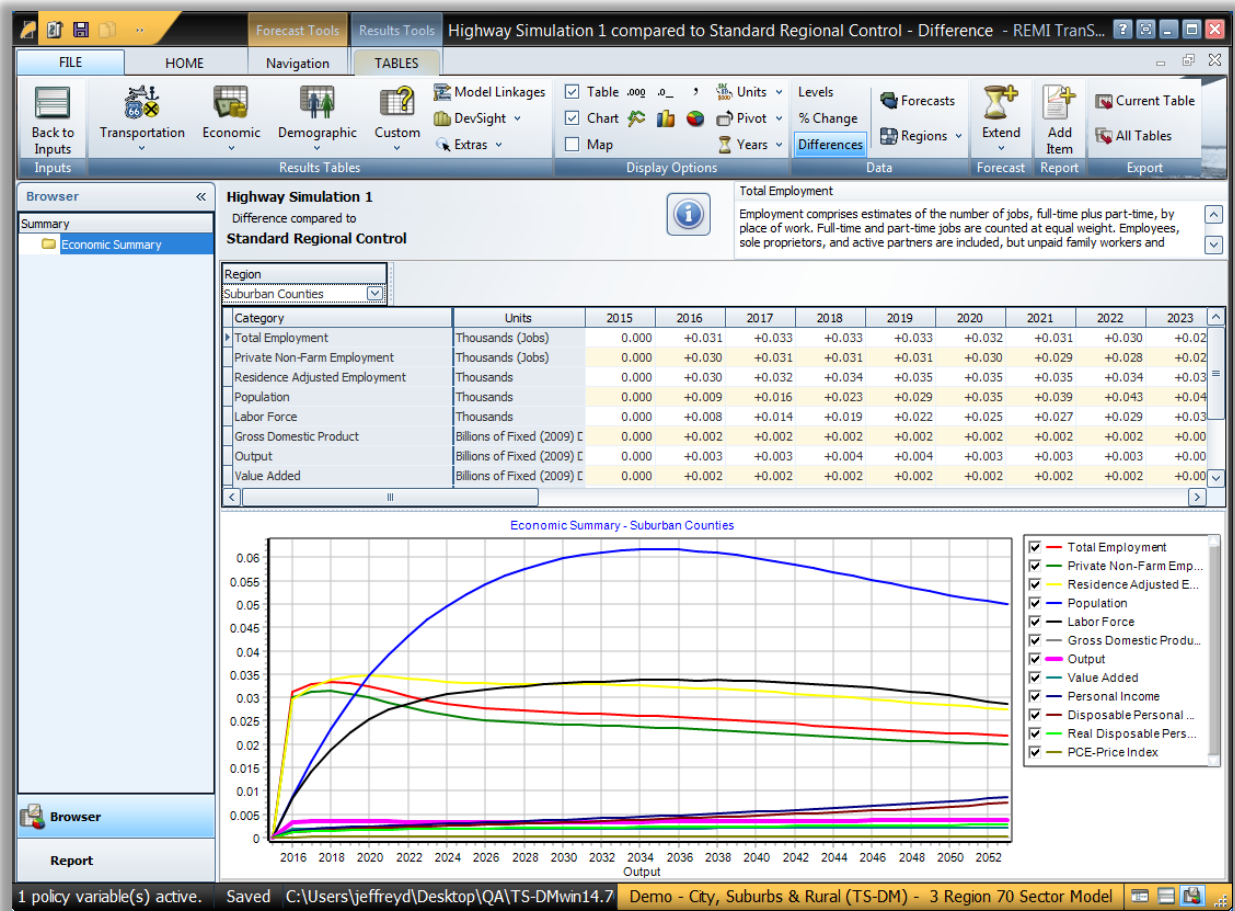 Forecast Tools Results Tools Highway Simulation 1 compared to Standard Regional Control - Difference - REMI TranS...
FILE HOME Navigation TABLES
Back to Inputs
Transportation Economic Demographic Custom
Model Linkages
DevSight
Extras
Table .000 .0_ , Units
Chart Pivot
Map Years
Levels
% Change
Differences
Forecasts
Regions
Extend
Add Item
Current Table
All Tables
Inputs Results Tables Display Options Data Forecast Report Export
Browser «
Summary
Economic Summary
Highway Simulation 1
Difference compared to
Standard Regional Control
Total Employment
Employment comprises estimates of the number of jobs, full-time plus part-time, by
place of work. Full-time and part-time jobs are counted at equal weight. Employees,
sole proprietors, and active partners are included, but unpaid family workers and
Region
Suburban Counties
Category Units 2015 2016 2017 2018 2019 2020 2021 2022 2023
Total Employment Thousands (Jobs) 0.000 +0.031 +0.033 +0.033 +0.033 +0.032 +0.031 +0.030 +0.02
Private Non-Farm Employment Thousands (Jobs) 0.000 +0.030 +0.031 +0.031 +0.031 +0.030 +0.029 +0.028 +0.02
Residence Adjusted Employment Thousands 0.000 +0.030 +0.032 +0.034 +0.035 +0.035 +0.035 +0.034 +0.03
Population Thousands 0.000 +0.009 +0.016 +0.023 +0.029 +0.035 +0.039 +0.043 +0.04
Labor Force Thousands 0.000 +0.008 +0.014 +0.019 +0.022 +0.025 +0.027 +0.029 +0.03
Gross Domestic Product Billions of Fixed (2009) D 0.000 +0.002 +0.002 +0.002 +0.002 +0.002 +0.002 +0.002 +0.00
Output Billions of Fixed (2009) D 0.000 +0.003 +0.003 +0.004 +0.004 +0.003 +0.003 +0.003 +0.00
Value Added Billions of Fixed (2009) D 0.000 +0.002 +0.002 +0.002 +0.002 +0.002 +0.002 +0.002 +0.00
Economic Summary - Suburban Counties
0.06
0.055
0.05
0.045
0.04
0.035
0.03
0.025
0.02
0.015
0.01
0.005
0
2016 2018 2020 2022 2024 2026 2028 2030 2032 2034 2036 2038 2040 2042 2044 2046 2048 2050 2052
Output
Total Employment
Private Non-Farm Emp...
Residence Adjusted E...
Population
Labor Force
Gross Domestic Produ...
Output
Value Added
Personal Income
Disposable Personal ...
Real Disposable Pers...
PCE-Price Index
Browser
Report
1 policy variable(s) active. Saved C:\Users\jeffreyd\Desktop\QA\TS-DMwin14.7 Demo - City, Suburbs & Rural (TS-DM) - 3 Region 70 Sector Model